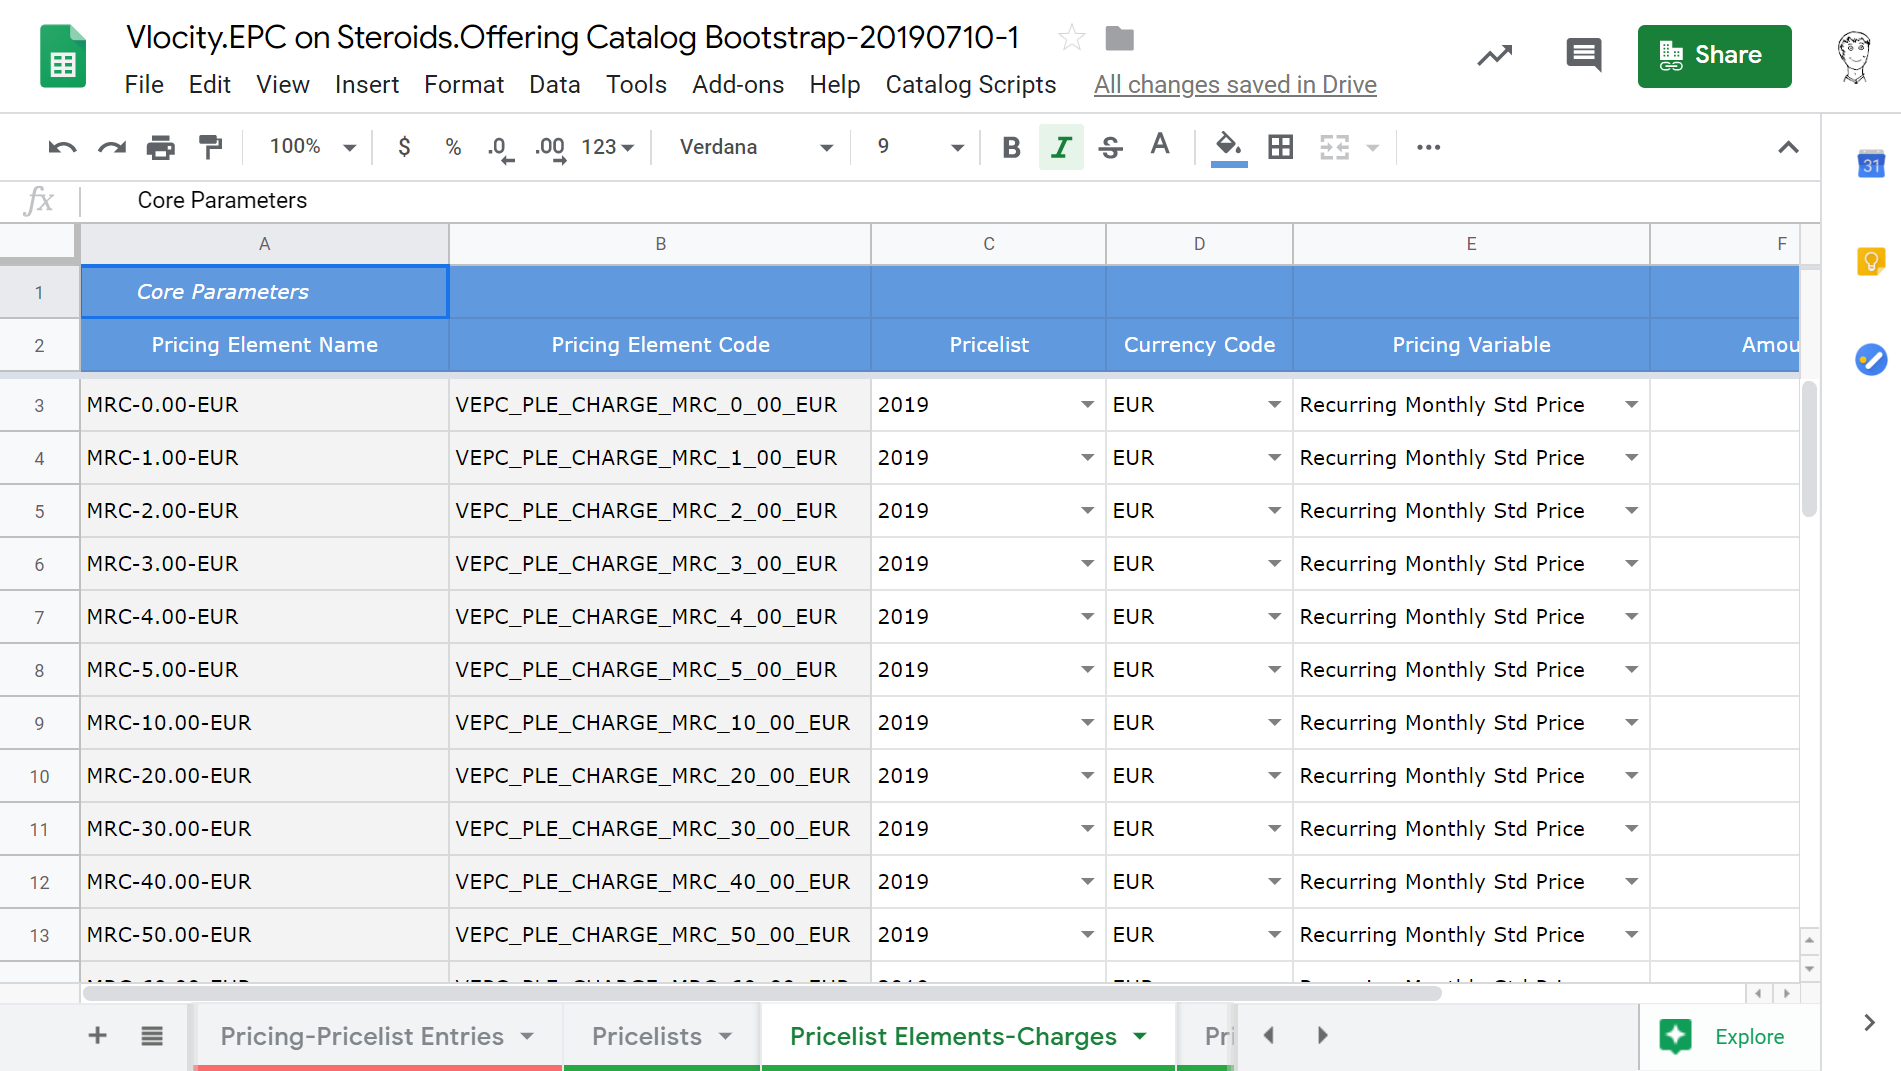 Vlocity.EPC on Steroids.Offering Catalog Bootstrap-20190710-1
File Edit View Insert Format Data Tools Add-ons Help Catalog Scripts All changes saved in Drive
Share
100% $ % .0 .00 123 Verdana 9 B I S A
31
fx Core Parameters
A B C D E F
1 Core Parameters
2 Pricing Element Name Pricing Element Code Pricelist Currency Code Pricing Variable Amou
3 MRC-0.00-EUR VEPC_PLE_CHARGE_MRC_0_00_EUR 2019 EUR Recurring Monthly Std Price
4 MRC-1.00-EUR VEPC_PLE_CHARGE_MRC_1_00_EUR 2019 EUR Recurring Monthly Std Price
5 MRC-2.00-EUR VEPC_PLE_CHARGE_MRC_2_00_EUR 2019 EUR Recurring Monthly Std Price
6 MRC-3.00-EUR VEPC_PLE_CHARGE_MRC_3_00_EUR 2019 EUR Recurring Monthly Std Price
7 MRC-4.00-EUR VEPC_PLE_CHARGE_MRC_4_00_EUR 2019 EUR Recurring Monthly Std Price
8 MRC-5.00-EUR VEPC_PLE_CHARGE_MRC_5_00_EUR 2019 EUR Recurring Monthly Std Price
9 MRC-10.00-EUR VEPC_PLE_CHARGE_MRC_10_00_EUR 2019 EUR Recurring Monthly Std Price
10 MRC-20.00-EUR VEPC_PLE_CHARGE_MRC_20_00_EUR 2019 EUR Recurring Monthly Std Price
11 MRC-30.00-EUR VEPC_PLE_CHARGE_MRC_30_00_EUR 2019 EUR Recurring Monthly Std Price
12 MRC-40.00-EUR VEPC_PLE_CHARGE_MRC_40_00_EUR 2019 EUR Recurring Monthly Std Price
13 MRC-50.00-EUR VEPC_PLE_CHARGE_MRC_50_00_EUR 2019 EUR Recurring Monthly Std Price
Pricing-Pricelist Entries Pricelists Pricelist Elements-Charges Pri Explore